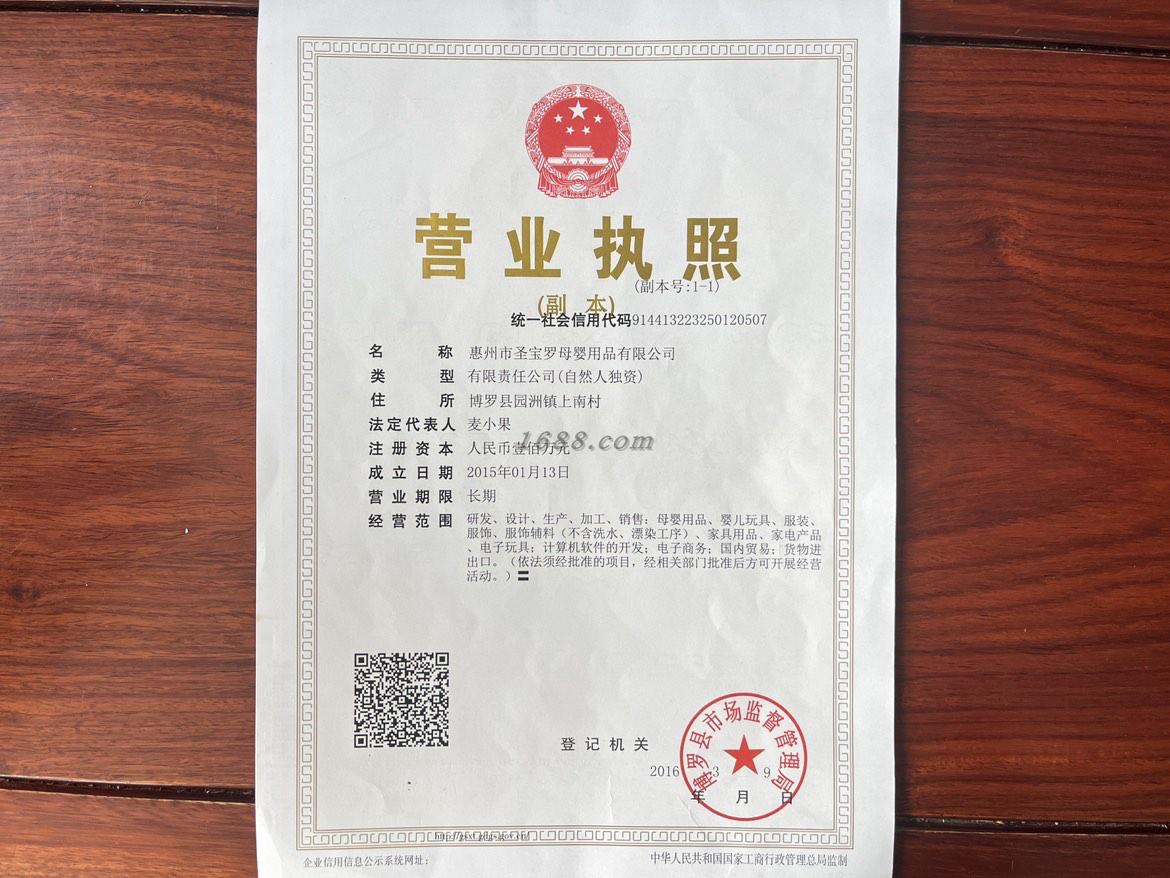 营业执照
(副本)
(副本号:1-1)
统一社会信用代码914413223250120507
名称 惠州市圣宝罗母婴用品有限公司
类型 有限责任公司(自然人独资)
住所 博罗县园洲镇上南村
法定代表人 麦小果
注册资本 人民币壹佰万元
1688.com
成立日期 2015年01月13日
营业期限 长期
经营范围 研发、设计、生产、加工、销售：母婴用品、婴儿玩具、服装、
服饰、服饰辅料（不含洗水、漂染工序）、家具用品、家电产品
、电子玩具；计算机软件的开发；电子商务；国内贸易；货物进
出口。（依法须经批准的项目，经相关部门批准后方可开展经营
活动。）〓
登记机关
博罗县市场监督管理局
2016 3 9
年 月 日
http://gsxt.gdgs.gov.cn/
企业信用信息公示系统网址：
中华人民共和国国家工商行政管理总局监制